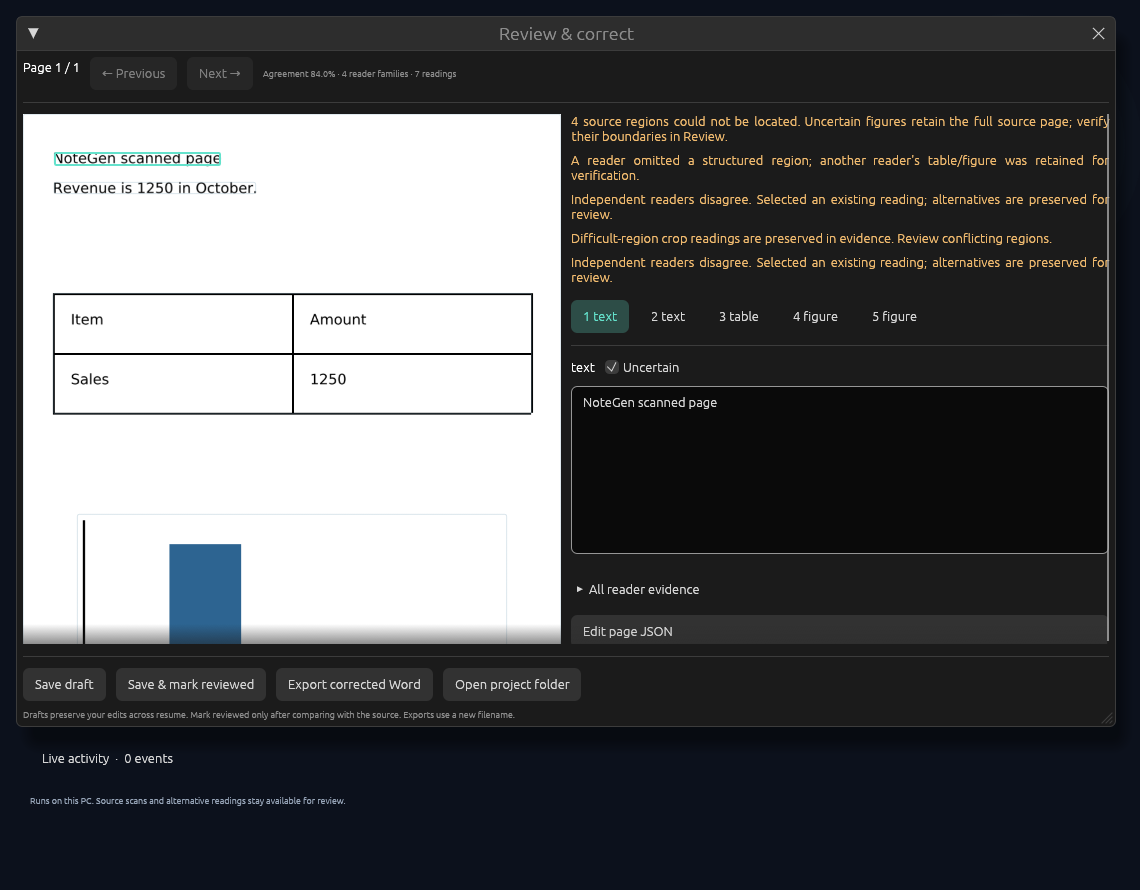 ▼ Review & correct ×
Page 1 / 1 ← Previous Next → Agreement 84.0% · 4 reader families · 7 readings
NoteGen scanned page
Revenue is 1250 in October.
Item Amount
Sales 1250
4 source regions could not be located. Uncertain figures retain the full source page; verify
their boundaries in Review.
A reader omitted a structured region; another reader's table/figure was retained for
verification.
Independent readers disagree. Selected an existing reading; alternatives are preserved for
review.
Difficult-region crop readings are preserved in evidence. Review conflicting regions.
Independent readers disagree. Selected an existing reading; alternatives are preserved for
review.
1 text 2 text 3 table 4 figure 5 figure
text Uncertain
NoteGen scanned page
All reader evidence
Edit page JSON
Save draft Save & mark reviewed Export corrected Word Open project folder
Drafts preserve your edits across resume. Mark reviewed only after comparing with the source. Exports use a new filename.
Live activity · 0 events
Runs on this PC. Source scans and alternative readings stay available for review.